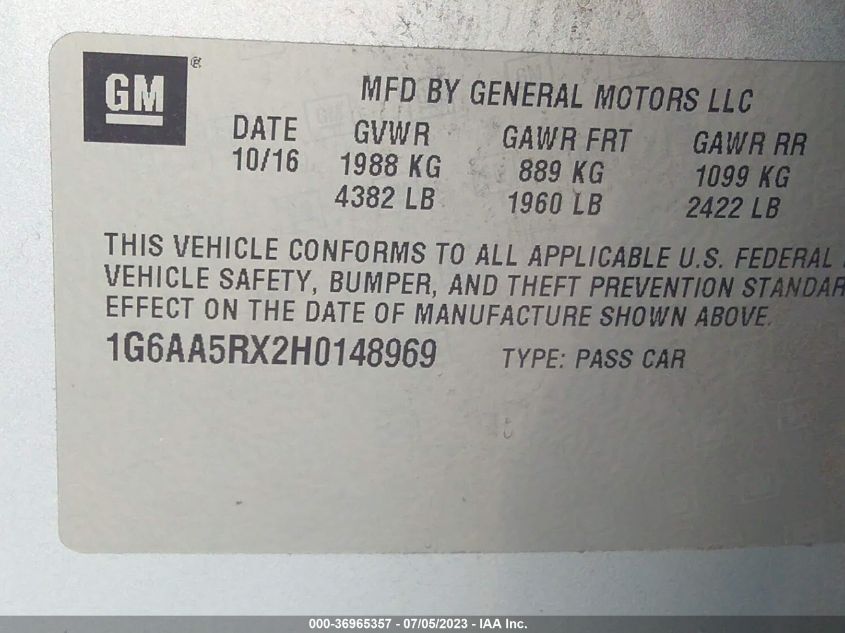 GM ®
MFD BY GENERAL MOTORS LLC
DATE GVWR GAWR FRT GAWR RR
10/16 1988 KG 889 KG 1099 KG
4382 LB 1960 LB 2422 LB
THIS VEHICLE CONFORMS TO ALL APPLICABLE U.S. FEDERAL
VEHICLE SAFETY, BUMPER, AND THEFT PREVENTION STANDAR
EFFECT ON THE DATE OF MANUFACTURE SHOWN ABOVE.
1G6AA5RX2H0148969 TYPE: PASS CAR
000-36965357 / 07/05/2023 - © IAA Inc.